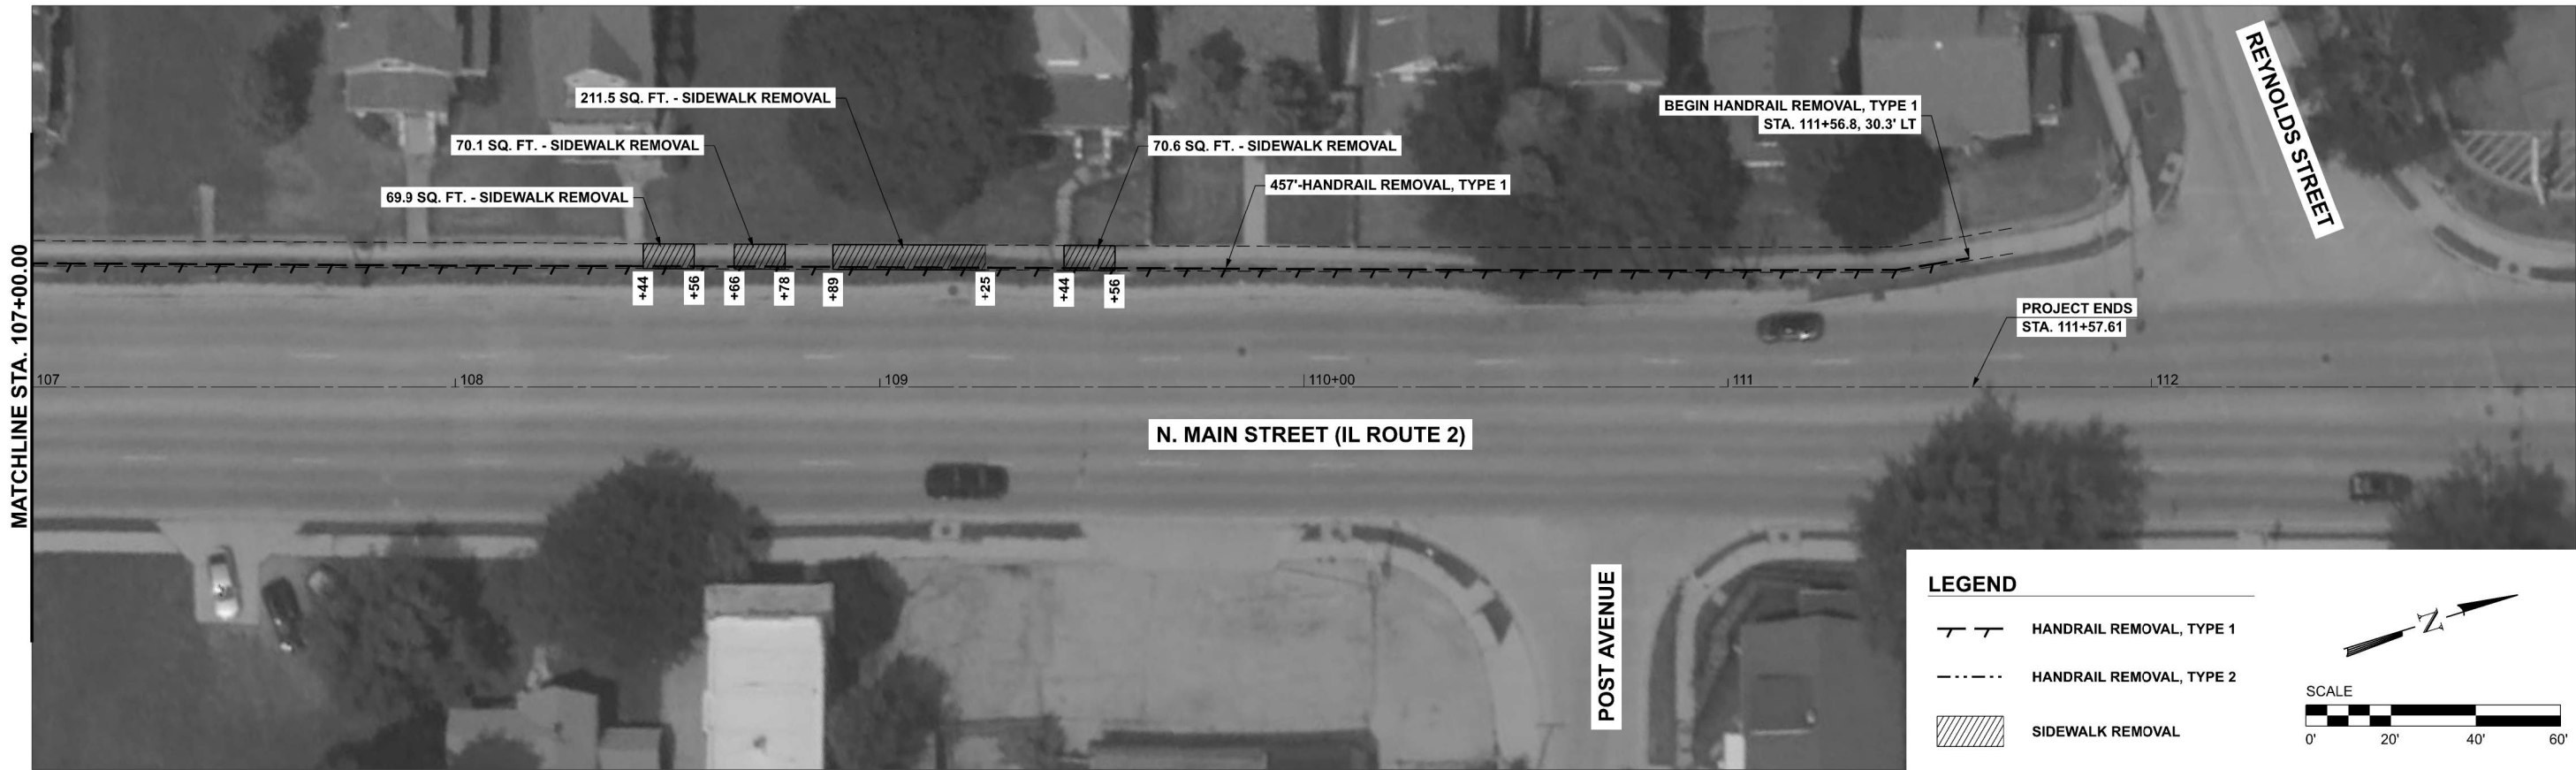 REYNOLDS STREET
211.5 SQ. FT. - SIDEWALK REMOVAL
BEGIN HANDRAIL REMOVAL, TYPE 1
STA. 111+56.8, 30.3' LT
70.1 SQ. FT. - SIDEWALK REMOVAL
70.6 SQ. FT. - SIDEWALK REMOVAL
457'-HANDRAIL REMOVAL, TYPE 1
69.9 SQ. FT. - SIDEWALK REMOVAL
MATCHLINE STA. 107+00.00
+44
+56
+66
+78
+89
+25
+44
+56
PROJECT ENDS
STA. 111+57.61
107
108
109
110+00
111
112
N. MAIN STREET (IL ROUTE 2)
POST AVENUE
LEGEND
HANDRAIL REMOVAL, TYPE 1
HANDRAIL REMOVAL, TYPE 2
SIDEWALK REMOVAL
N
SCALE
0' 20' 40' 60'